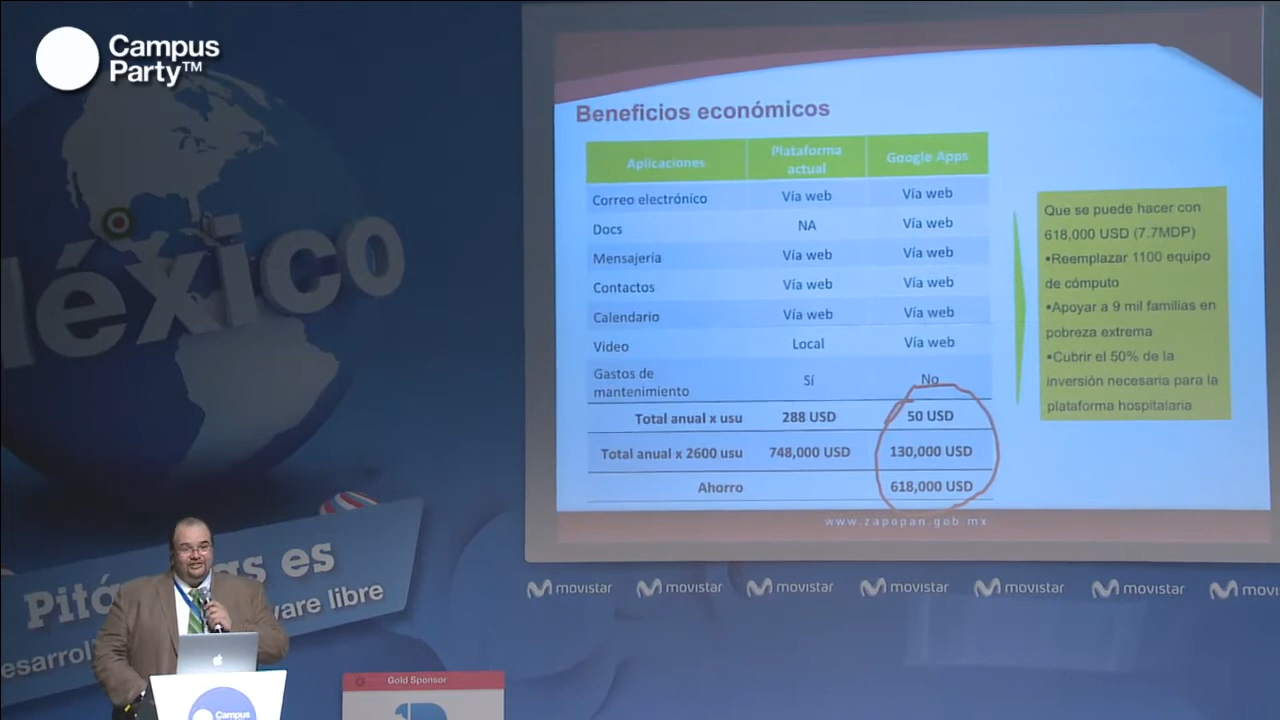 Campus
Party™
México
Pitágoras es
desarrollo software libre
Beneficios económicos
Aplicaciones Plataforma actual Google Apps
Correo electrónico Vía web Vía web
Docs NA Vía web
Mensajería Vía web Vía web
Contactos Vía web Vía web
Calendario Vía web Vía web
Video Local Vía web
Gastos de mantenimiento Sí No
Total anual x usu 288 USD 50 USD
Total anual x 2600 usu 748,000 USD 130,000 USD
Ahorro 618,000 USD
Que se puede hacer con
618,000 USD (7.7MDP)
•Reemplazar 1100 equipo
de cómputo
•Apoyar a 9 mil familias en
pobreza extrema
•Cubrir el 50% de la
inversión necesaria para la
plataforma hospitalaria
www.zapopan.gob.mx
movistar movistar movistar movistar movistar movistar movi
Gold Sponsor
Campus